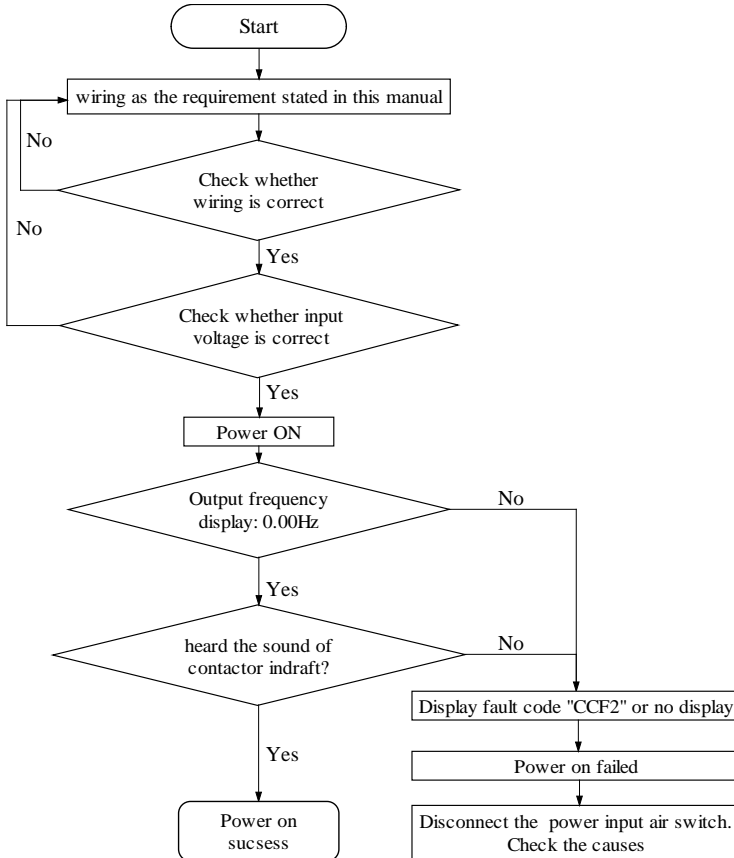 Start
wiring as the requirement stated in this manual
No
Check whether
wiring is correct
No
Yes
Check whether input
voltage is correct
Yes
Power ON
Output frequency
display: 0.00Hz
No
Yes
heard the sound of
contactor indraft?
No
Display fault code "CCF2" or no display
Yes
Power on failed
Power on
sucsess
Disconnect the power input air switch.
Check the causes